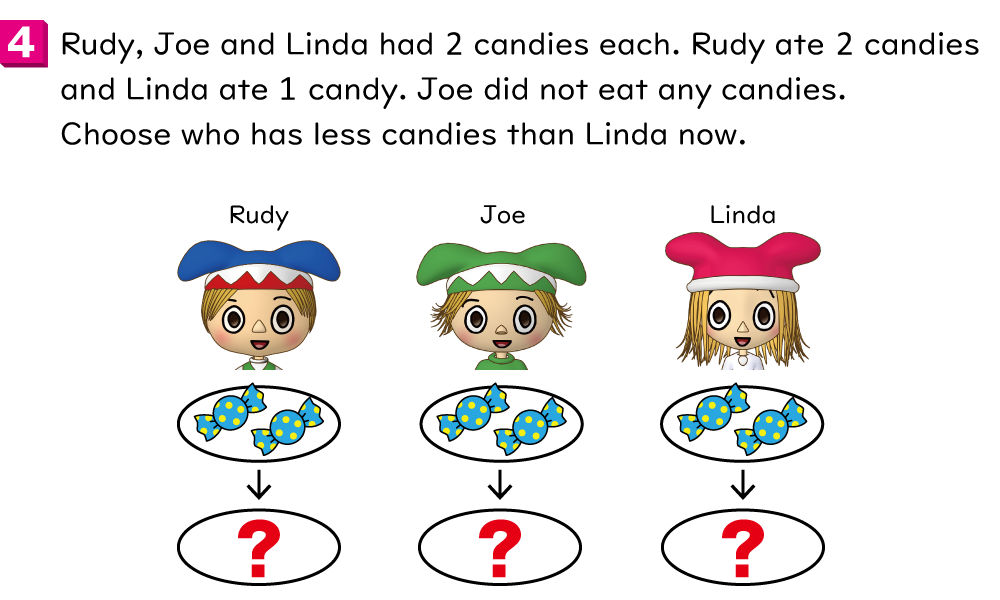 4 Rudy, Joe and Linda had 2 candies each. Rudy ate 2 candies
and Linda ate 1 candy. Joe did not eat any candies.
Choose who has less candies than Linda now.
Rudy Joe Linda
? ? ?